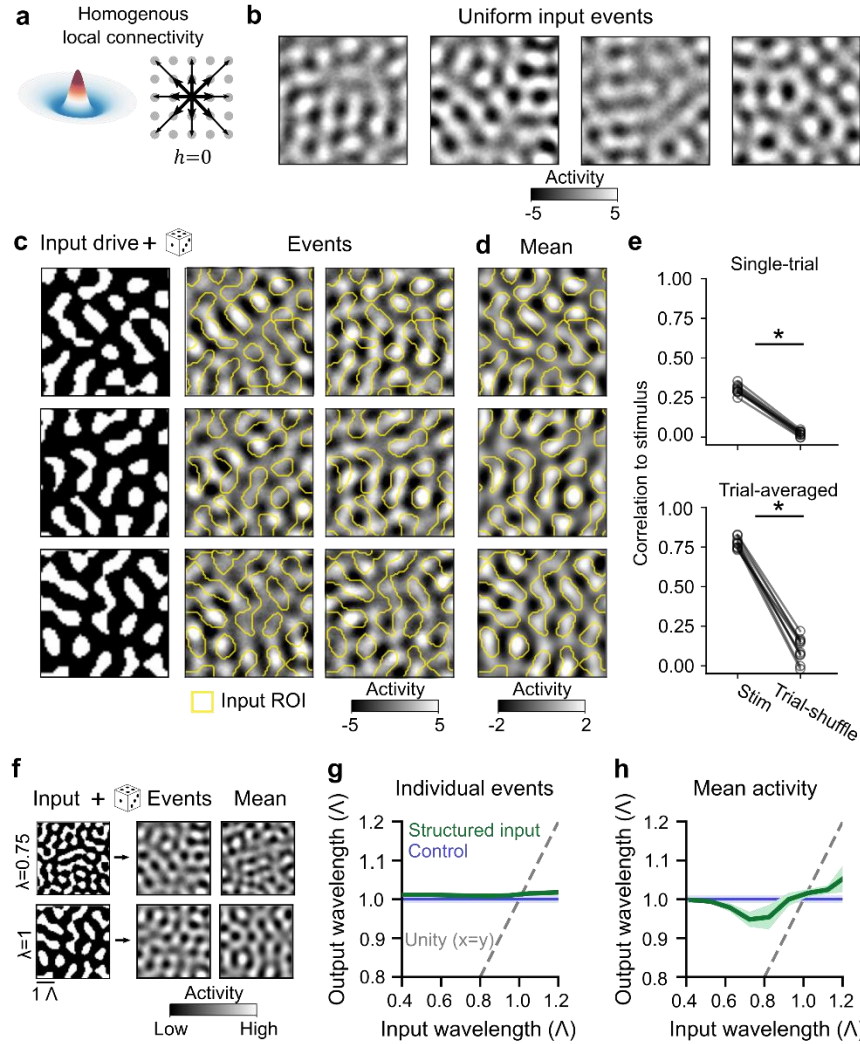 a
Homogenous
local connectivity
h=0
b
Uniform input events
Activity
-5
5
c
Input drive +
Events
d
Mean
Input ROI
Activity
-5
5
Activity
-2
2
e
Single-trial
1.00
0.75
*
0.50
0.25
0.00
Correlation to stimulus
Trial-averaged
1.00
*
0.75
0.50
0.25
0.00
Stim
Trial-shuffle
f
Input +
Events
Mean
λ=0.75
λ=1
1 Λ
Activity
Low
High
g
Individual events
Output wavelength (Λ)
1.2
1.1
1.0
0.9
0.8
Structured input
Control
Unity (x=y)
0.4
0.6
0.8
1.0
1.2
Input wavelength (Λ)
h
Mean activity
Output wavelength (Λ)
1.2
1.1
1.0
0.9
0.8
0.4
0.6
0.8
1.0
1.2
Input wavelength (Λ)